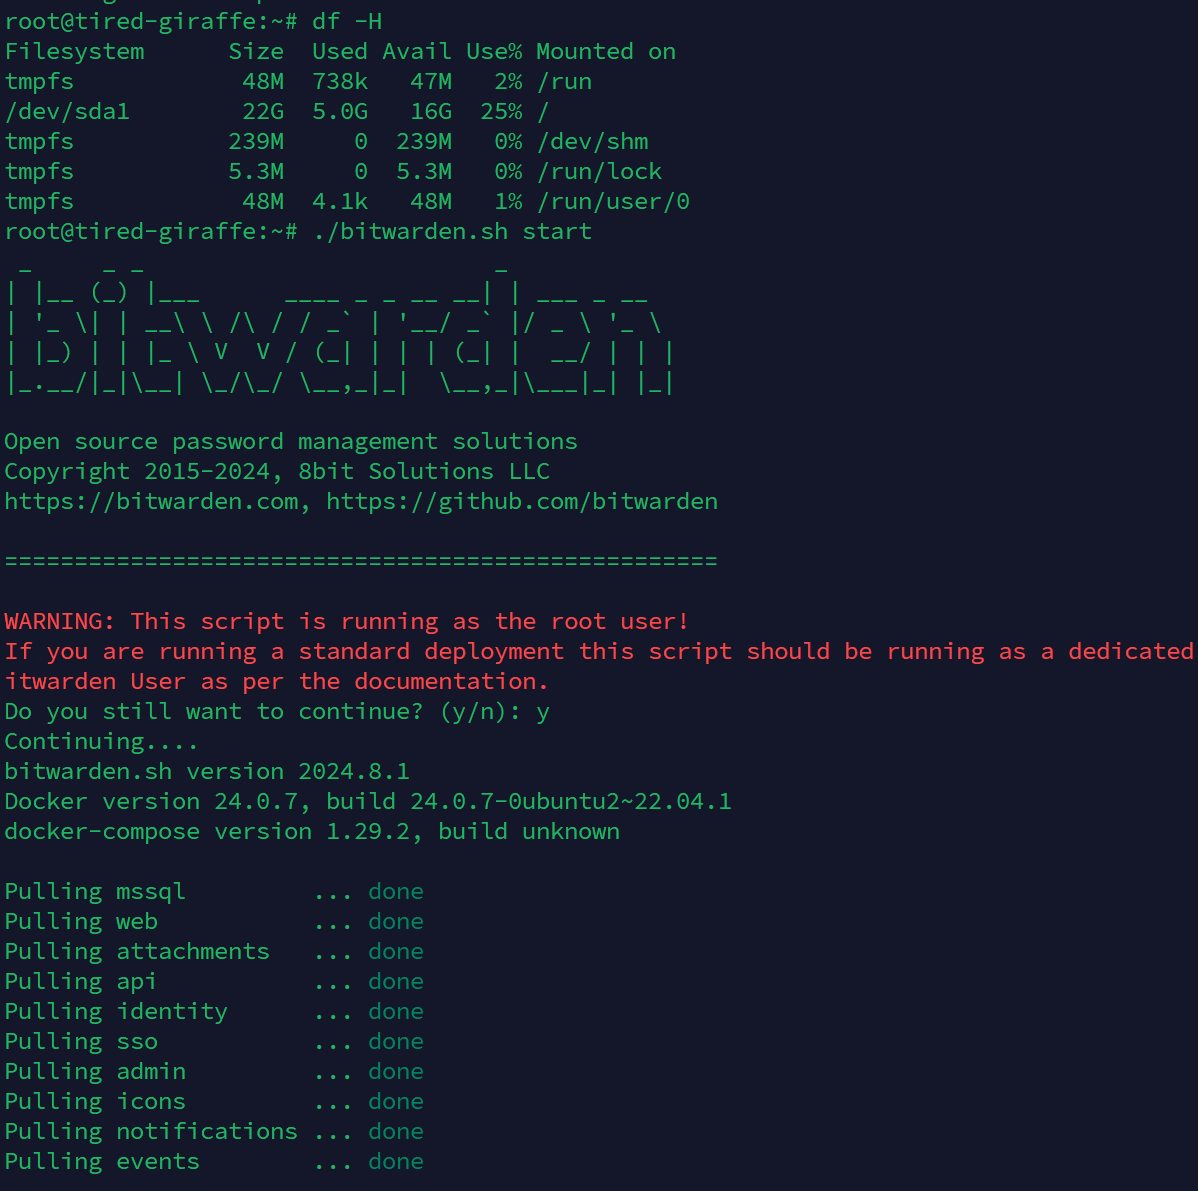 root@tired-giraffe:~# df -H
Filesystem      Size  Used Avail Use% Mounted on
tmpfs            48M  738k   47M   2% /run
/dev/sda1        22G  5.0G   16G  25% /
tmpfs           239M     0  239M   0% /dev/shm
tmpfs           5.3M     0  5.3M   0% /run/lock
tmpfs            48M  4.1k   48M   1% /run/user/0
root@tired-giraffe:~# ./bitwarden.sh start
 _     _ _                         _
| |__ (_) |___      ____ _ _ __ __| | ___ _ __
| '_ \| | __\ \ /\ / / _` | '__/ _` |/ _ \ '_ \
| |_) | | |_ \ V  V / (_| | | | (_| |  __/ | | |
|_.__/|_|\__| \_/\_/ \__,_|_|  \__,_|\___|_| |_|
Open source password management solutions
Copyright 2015-2024, 8bit Solutions LLC
https://bitwarden.com, https://github.com/bitwarden
===================================================
WARNING: This script is running as the root user!
If you are running a standard deployment this script should be running as a dedicated
itwarden User as per the documentation.
Do you still want to continue? (y/n): y
Continuing....
bitwarden.sh version 2024.8.1
Docker version 24.0.7, build 24.0.7-0ubuntu2~22.04.1
docker-compose version 1.29.2, build unknown
Pulling mssql         ... done
Pulling web           ... done
Pulling attachments   ... done
Pulling api           ... done
Pulling identity      ... done
Pulling sso           ... done
Pulling admin         ... done
Pulling icons         ... done
Pulling notifications ... done
Pulling events        ... done